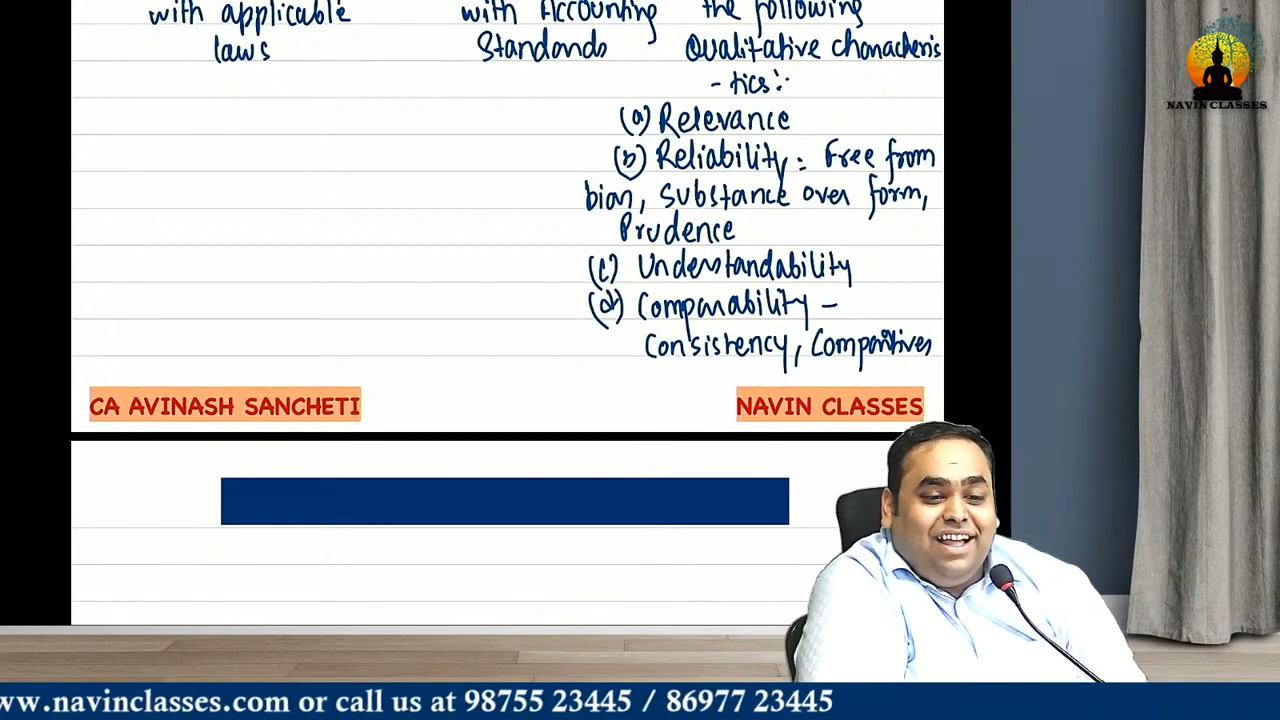 with applicable
laws
with Accounting
Standards
the following
Qualitative characteris
-tics:-
(a) Relevance
(b) Reliability: Free from
bias, Substance over form,
Prudence
(c) Understandability
(d) Comparability -
Consistency, Comparatives
CA AVINASH SANCHETI
NAVIN CLASSES
NAVIN CLASSES
www.navinclasses.com or call us at 98755 23445 / 86977 23445